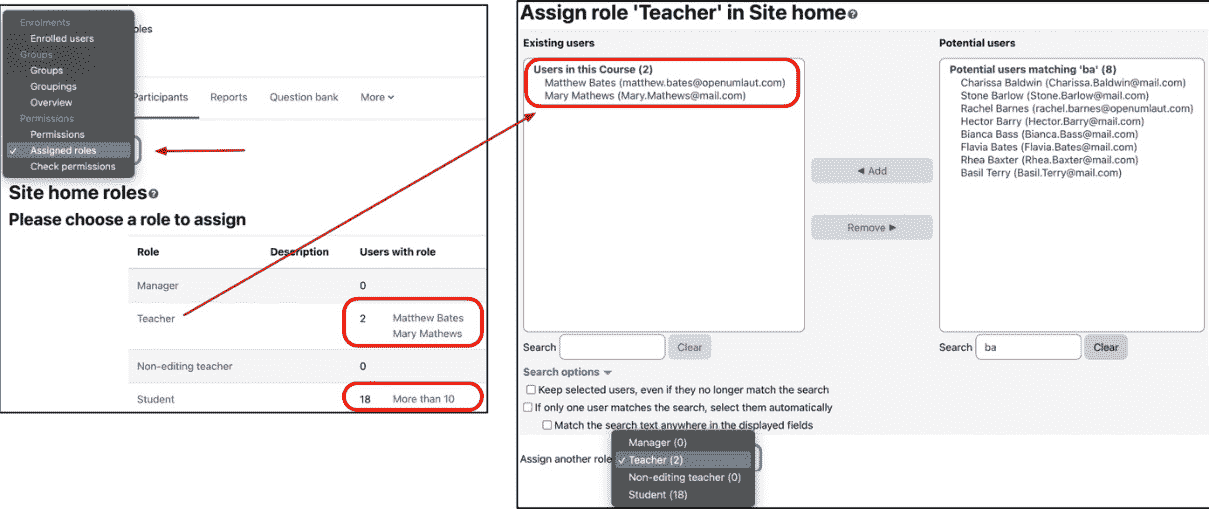 Enrolments
Enrolled users
Groups
Groups
Groupings
Overview
Permissions
Permissions
✓ Assigned roles
Check permissions
oles
Participants Reports Question bank More
Site home roles
Please choose a role to assign
Role Description Users with role
Manager 0
Teacher 2 Matthew Bates
Mary Mathews
Non-editing teacher 0
Student 18 More than 10
Assign role 'Teacher' in Site home
Existing users
Users in this Course (2)
Matthew Bates (matthew.bates@openumlaut.com)
Mary Mathews (Mary.Mathews@mail.com)
◄ Add
Remove ►
Potential users
Potential users matching 'ba' (8)
Charissa Baldwin (Charissa.Baldwin@mail.com)
Stone Barlow (Stone.Barlow@mail.com)
Rachel Barnes (rachel.barnes@openumlaut.com)
Hector Barry (Hector.Barry@mail.com)
Bianca Bass (Bianca.Bass@mail.com)
Flavia Bates (Flavia.Bates@mail.com)
Rhea Baxter (Rhea.Baxter@mail.com)
Basil Terry (Basil.Terry@mail.com)
Search Clear
Search ba Clear
Search options
Keep selected users, even if they no longer match the search
If only one user matches the search, select them automatically
Match the search text anywhere in the displayed fields
Assign another role
Manager (0)
✓ Teacher (2)
Non-editing teacher (0)
Student (18)